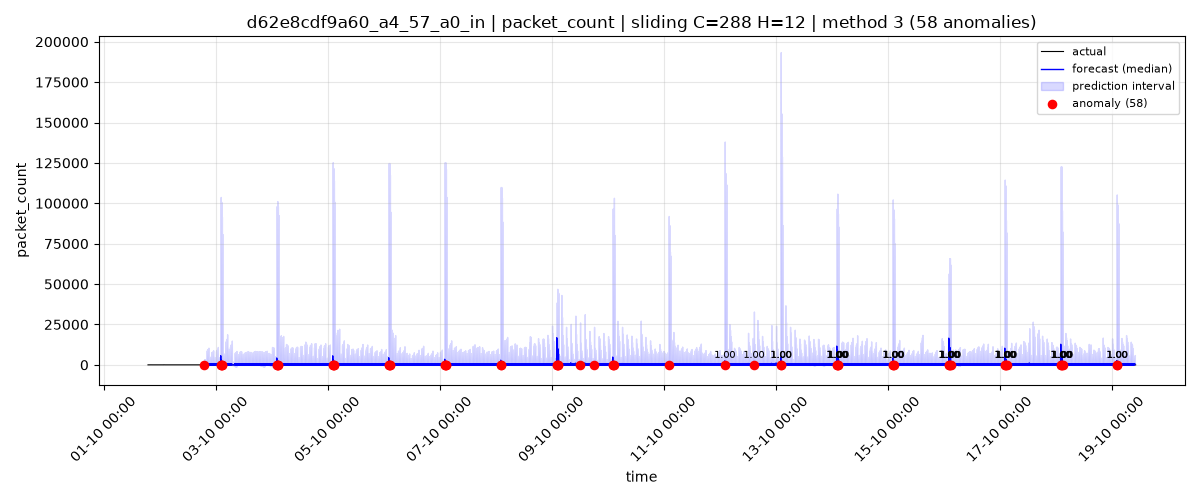 d62e8cdf9a60_a4_57_a0_in | packet_count | sliding C=288 H=12 | method 3 (58 anomalies)
200000
175000
150000
125000
100000
75000
50000
25000
0
packet_count
actual
forecast (median)
prediction interval
anomaly (58)
1.00 1.00 1.00 1.00 1.00 1.00 1.00 1.00 1.00
01-10 00:00
03-10 00:00
05-10 00:00
07-10 00:00
09-10 00:00
11-10 00:00
13-10 00:00
15-10 00:00
17-10 00:00
19-10 00:00
time